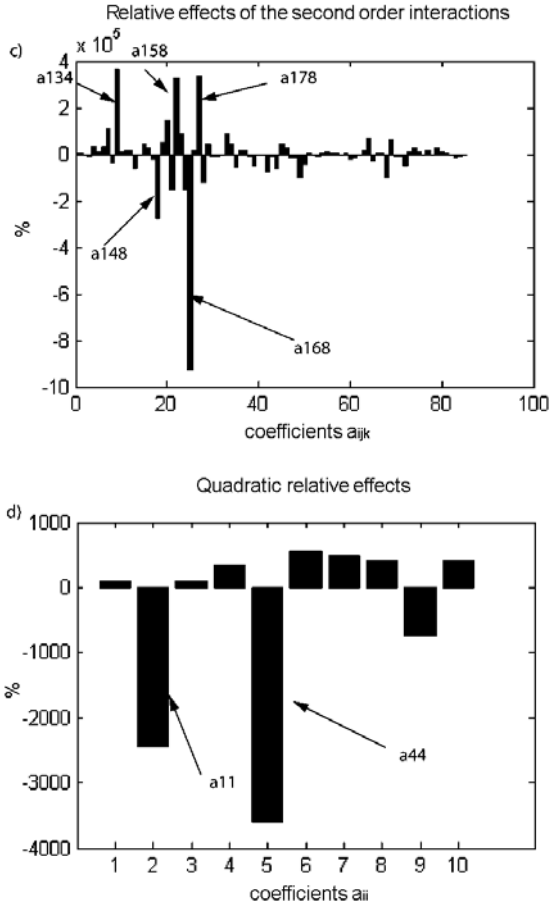 Relative effects of the second order interactions
c)
x 10^5
a158
a134
a178
4
2
0
-2
-4
-6
-8
-10
%
a148
a168
0 20 40 60 80 100
coefficients aijk
Quadratic relative effects
d)
1000
0
-1000
-2000
-3000
-4000
%
a11
a44
1 2 3 4 5 6 7 8 9 10
coefficients aii